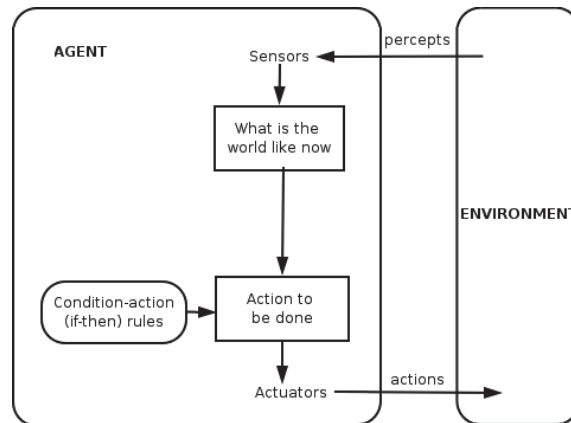 percepts
AGENT
Sensors
What is the
world like now
ENVIRONMENT
Condition-action
(if-then) rules
Action to
be done
Actuators
actions